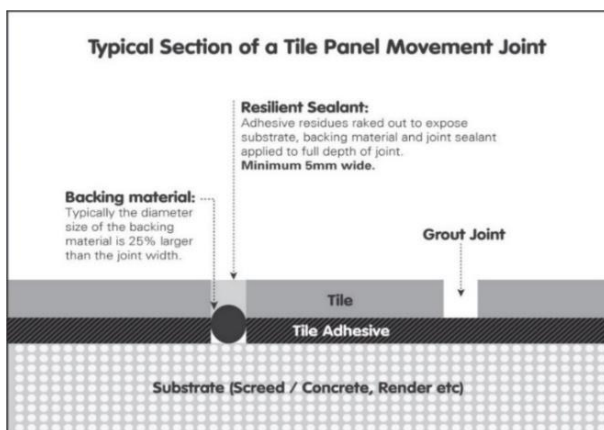 Typical Section of a Tile Panel Movement Joint
Resilient Sealant:
Adhesive residues raked out to expose
substrate, backing material and joint sealant
applied to full depth of joint.
Minimum 5mm wide.
Backing material:
Typically the diameter
size of the backing
material is 25% larger
than the joint width.
Grout Joint
Tile
Tile Adhesive
Substrate (Screed / Concrete, Render etc)